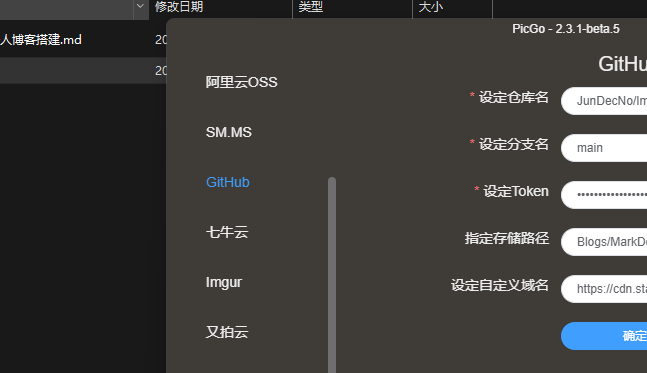 修改日期
类型
大小
人博客搭建.md
20
20
PicGo - 2.3.1-beta.5
GitHu
阿里云OSS
SM.MS
GitHub
七牛云
Imgur
又拍云
* 设定仓库名
JunDecNo/Im
* 设定分支名
main
* 设定Token
指定存储路径
Blogs/MarkDo
设定自定义域名
https://cdn.sta
确定